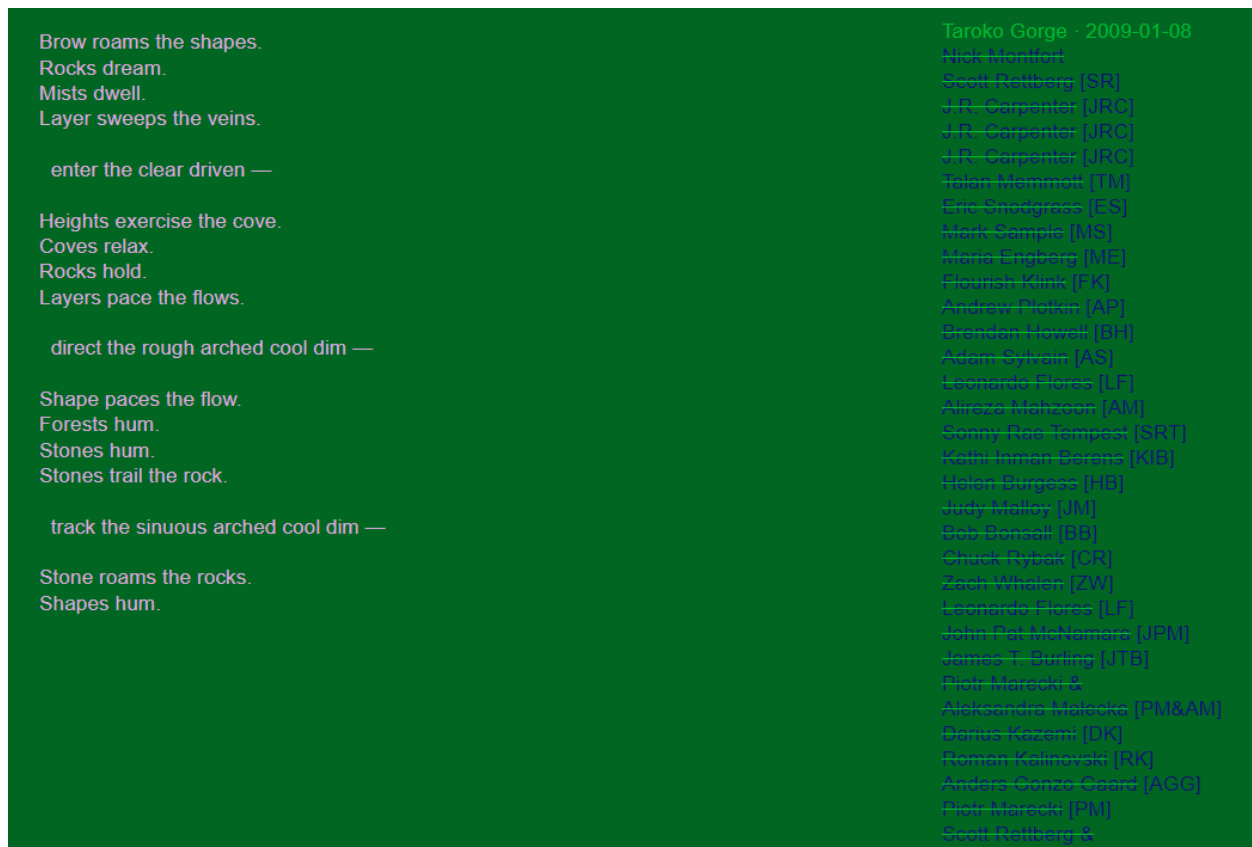 Brow roams the shapes.
Rocks dream.
Mists dwell.
Layer sweeps the veins.
enter the clear driven —
Heights exercise the cove.
Coves relax.
Rocks hold.
Layers pace the flows.
direct the rough arched cool dim —
Shape paces the flow.
Forests hum.
Stones hum.
Stones trail the rock.
track the sinuous arched cool dim —
Stone roams the rocks.
Shapes hum.
Taroko Gorge · 2009-01-08
Nick Montfort
Scott Rettberg [SR]
J.R. Carpenter [JRC]
J.R. Carpenter [JRC]
J.R. Carpenter [JRC]
Talan Memmott [TM]
Eric Snodgrass [ES]
Mark Sample [MS]
Maria Engberg [ME]
Flourish Klink [FK]
Andrew Plotkin [AP]
Brendan Howell [BH]
Adam Sylvain [AS]
Leonardo Flores [LF]
Alireza Mahzoon [AM]
Sonny Rae Tempest [SRT]
Kathi Inman Berens [KIB]
Helen Burgess [HB]
Judy Malloy [JM]
Bob Bonsall [BB]
Chuck Rybak [CR]
Zach Whalen [ZW]
Leonardo Flores [LF]
John Pat McNamara [JPM]
James T. Burling [JTB]
Piotr Marecki &
Aleksandra Małecka [PM&AM]
Darius Kazemi [DK]
Roman Kalinovski [RK]
Anders Gonzo Gaard [AGG]
Piotr Marecki [PM]
Scott Rettberg &